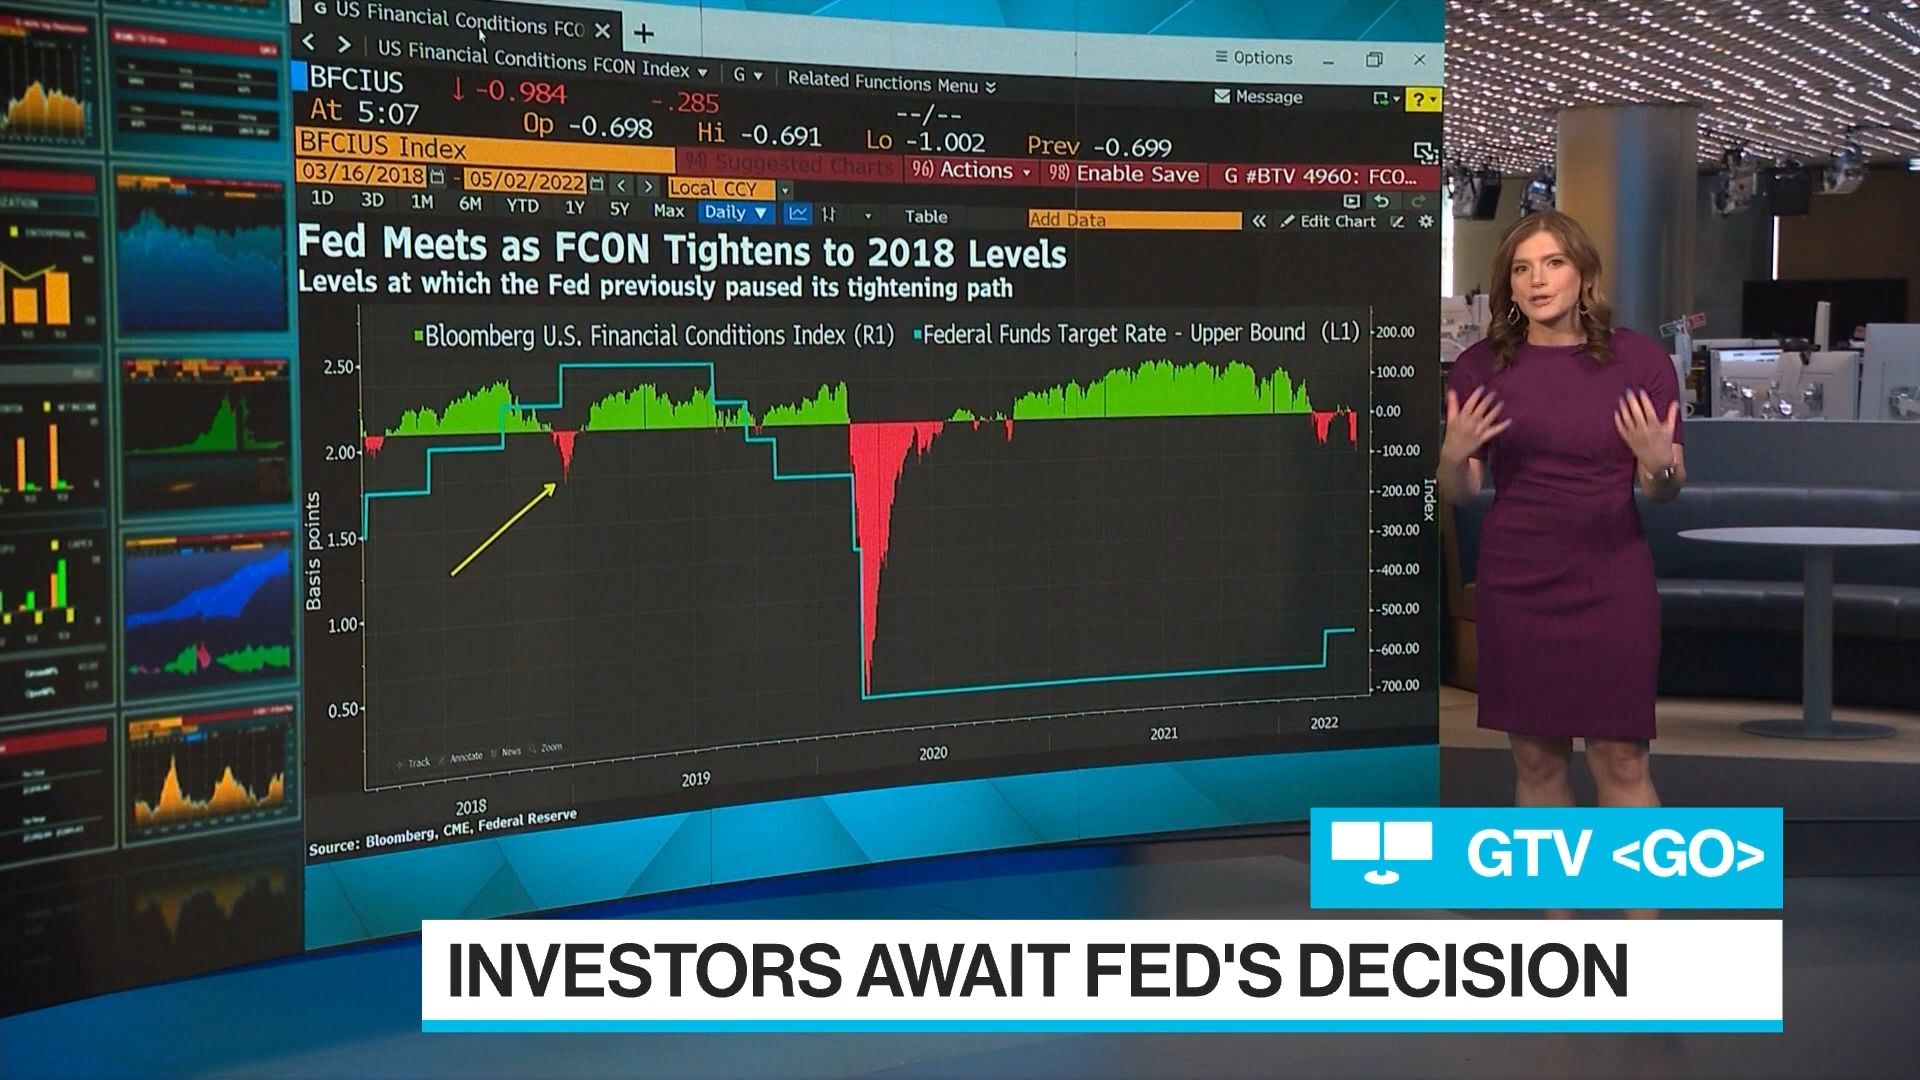 G US Financial Conditions FCO
US Financial Conditions FCON Index G Related Functions Menu
Options
Message
?
BFCIUS ↓ -0.984 -.285 --/--
At 5:07 Op -0.698 Hi -0.691 Lo -1.002 Prev -0.699
BFCIUS Index 94) Suggested Charts 96) Actions 98) Enable Save G #BTV 4960: FCO...
03/16/2018 - 05/02/2022 Local CCY
1D 3D 1M 6M YTD 1Y 5Y Max Daily Table Add Data Edit Chart
Fed Meets as FCON Tightens to 2018 Levels
Levels at which the Fed previously paused its tightening path
Bloomberg U.S. Financial Conditions Index (R1) Federal Funds Target Rate - Upper Bound (L1)
2.50
2.00
1.50
1.00
0.50
Basis points
200.00
100.00
0.00
-100.00
-200.00
-300.00
-400.00
-500.00
-600.00
-700.00
Index
Track Annotate News Zoom
2018 2019 2020 2021 2022
Source: Bloomberg, CME, Federal Reserve
GTV <GO>
INVESTORS AWAIT FED'S DECISION